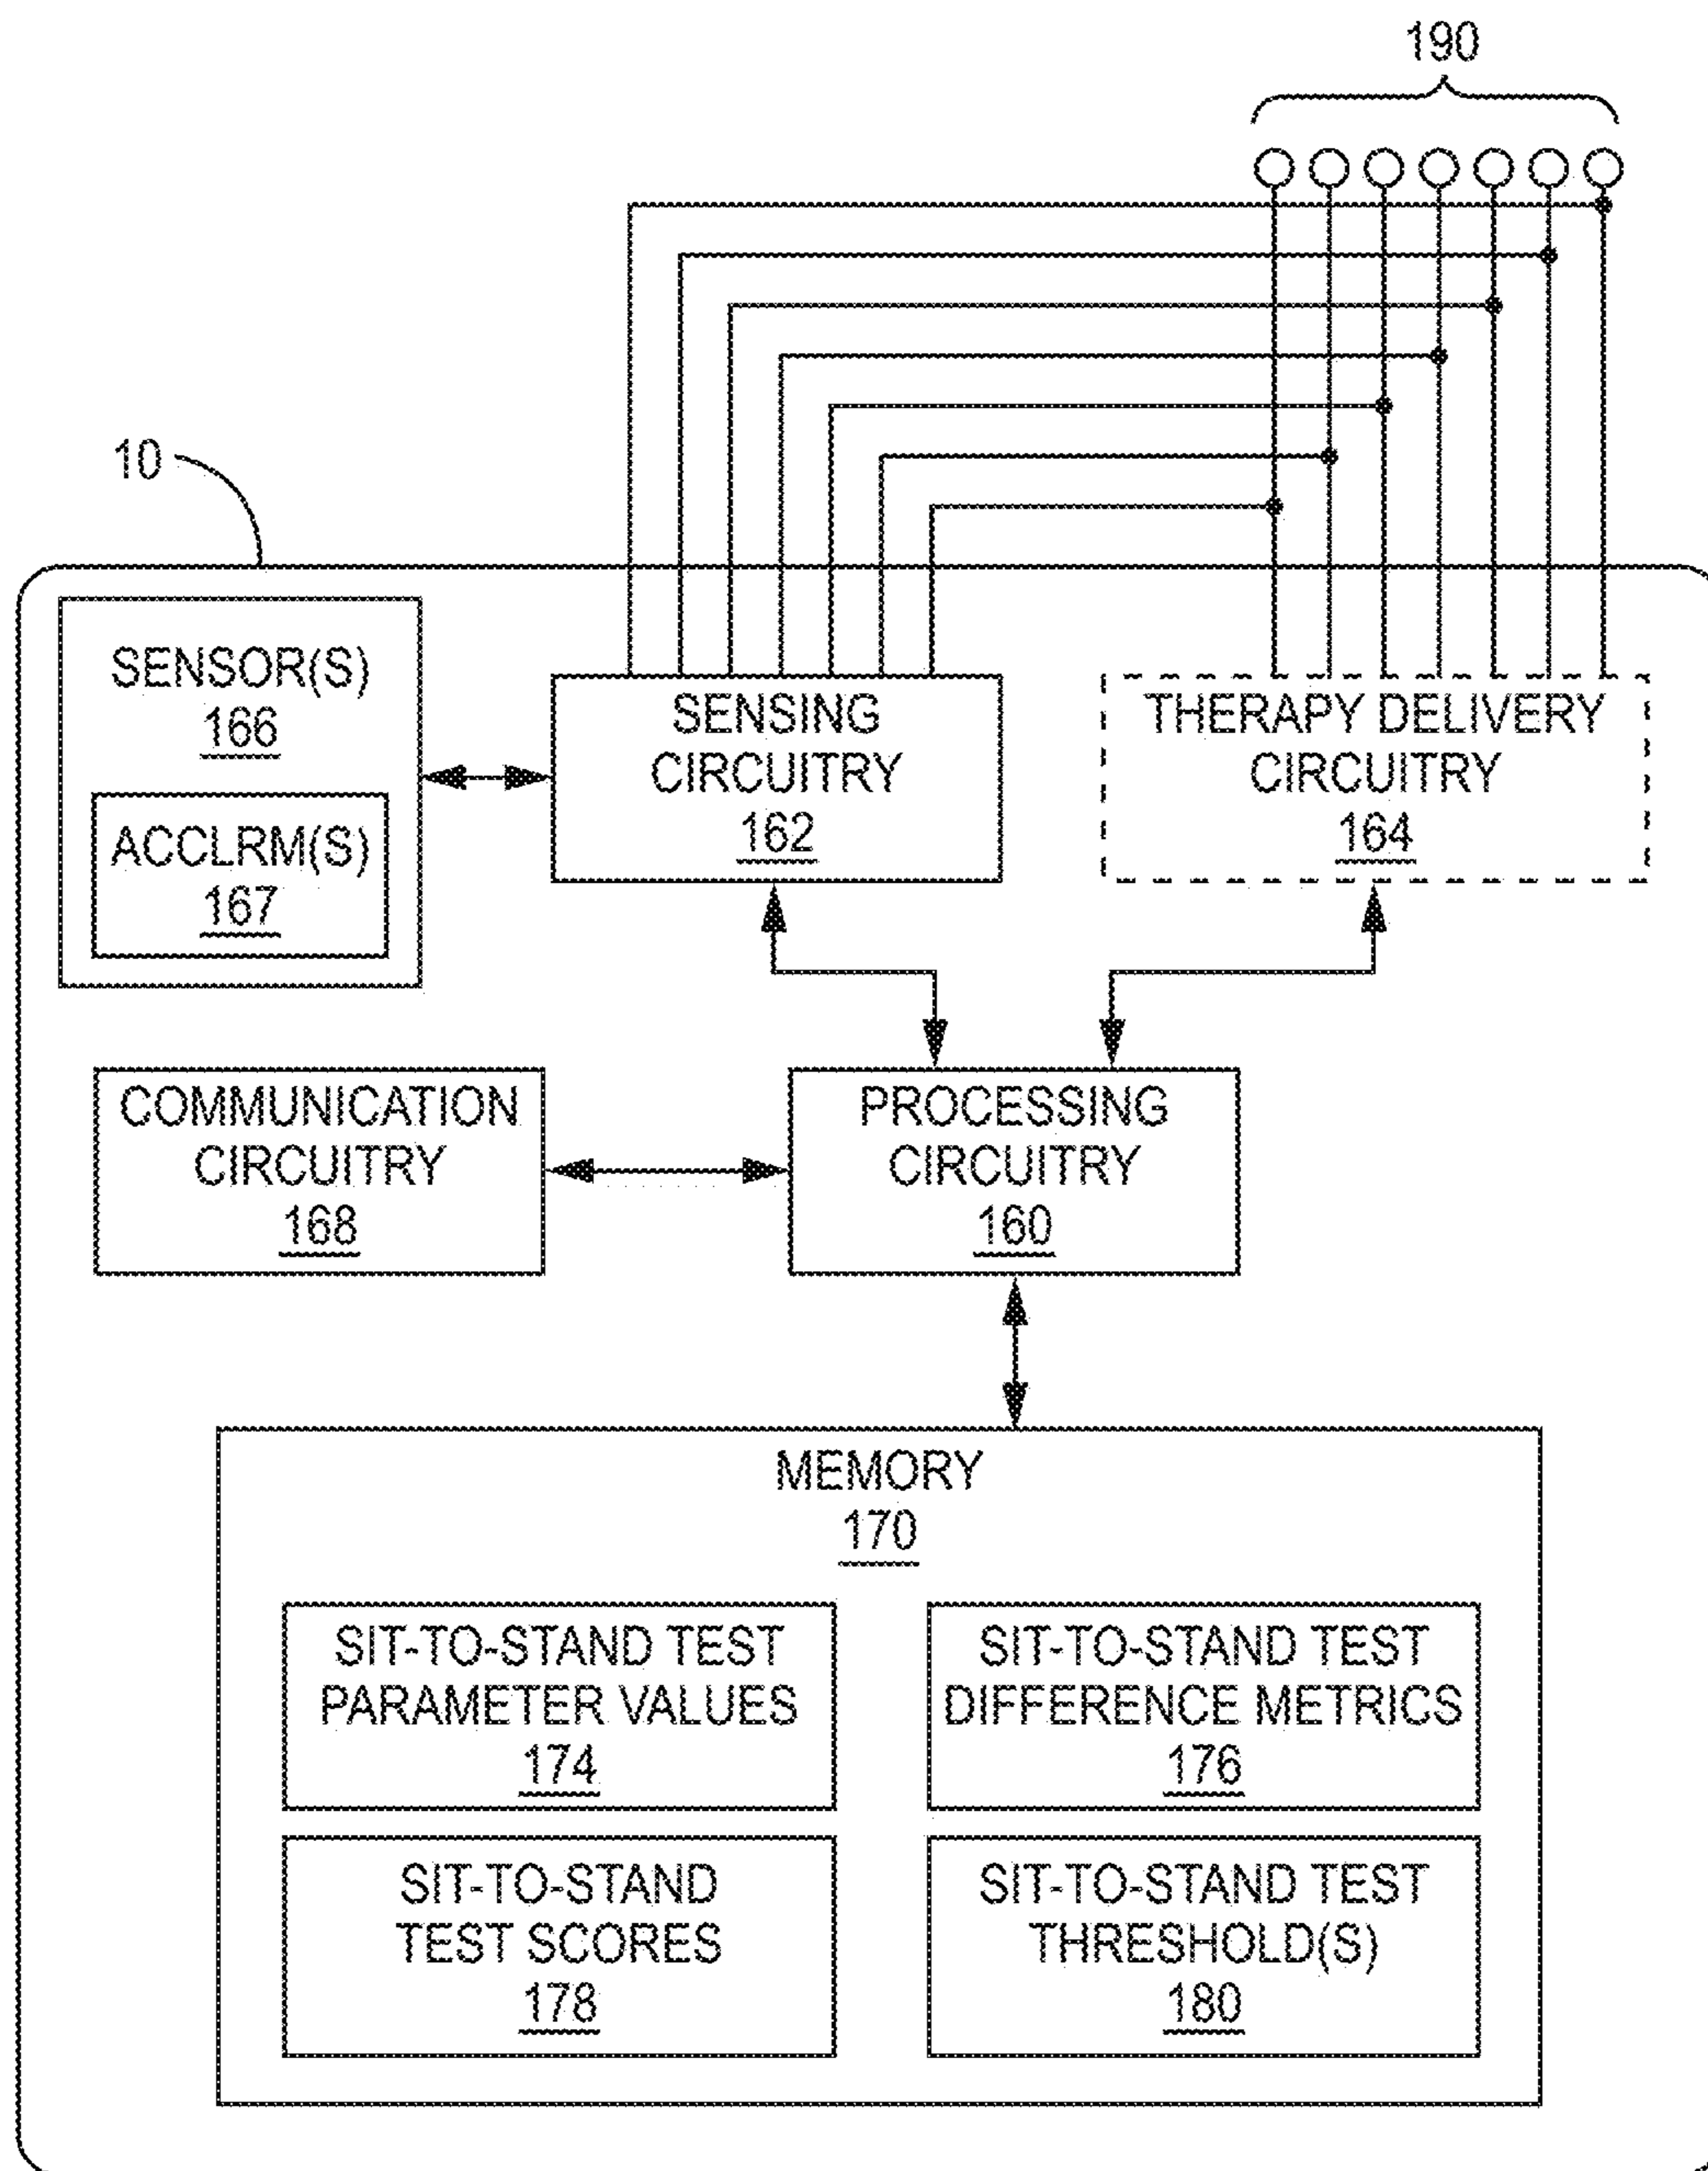 190
10
SENSOR(S)
166
ACCLRM(S)
167
SENSING
CIRCUITRY
162
THERAPY DELIVERY
CIRCUITRY
164
COMMUNICATION
CIRCUITRY
168
PROCESSING
CIRCUITRY
160
MEMORY
170
SIT-TO-STAND TEST
PARAMETER VALUES
174
SIT-TO-STAND TEST
DIFFERENCE METRICS
176
SIT-TO-STAND
TEST SCORES
178
SIT-TO-STAND TEST
THRESHOLD(S)
180